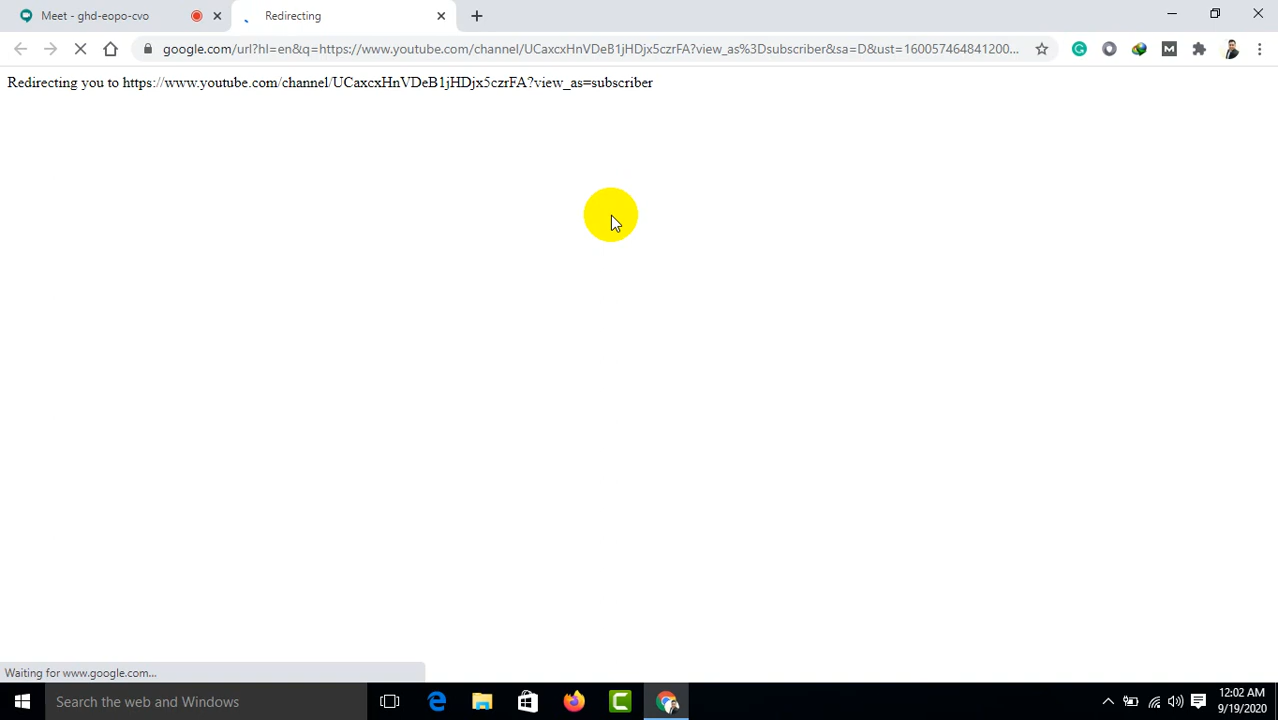 Meet - ghd-eopo-cvo
Redirecting
google.com/url?hl=en&q=https://www.youtube.com/channel/UCaxcxHnVDeB1jHDjx5czrFA?view_as%3Dsubscriber&sa=D&ust=160057464841200...
Redirecting you to https://www.youtube.com/channel/UCaxcxHnVDeB1jHDjx5czrFA?view_as=subscriber
Waiting for www.google.com...
Search the web and Windows
12:02 AM
9/19/2020